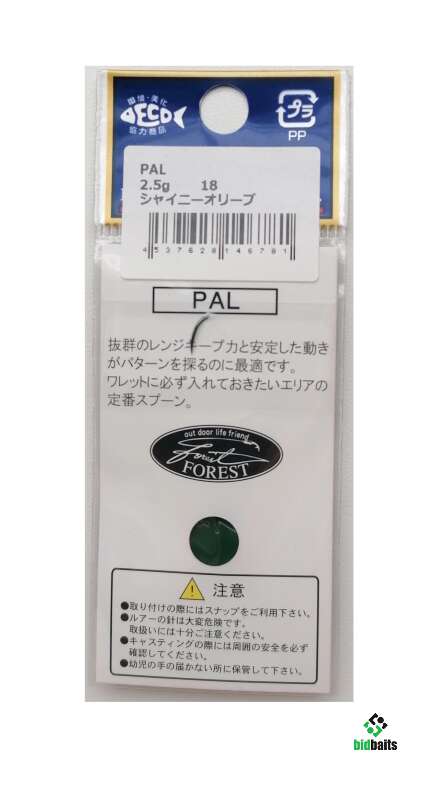 環境・美化
ECO
協力商品
プラ
PP
PAL
2.5g 18
シャイニーオリーブ
4 537628 146781
PAL
抜群のレンジキープ力と安定した動き
がパターンを探るのに最適です。
ワレットに必ず入れておきたいエリアの
定番スプーン。
out door life friend
Forest
FOREST
注意
●取り付けの際にはスナップをご利用下さい。
●ルアーの針は大変危険です。
取扱いには十分ご注意ください。
●キャスティングの際には周囲の安全を必ず
確認してください。
●幼児の手の届かない所に保管して下さい。
bidbaits